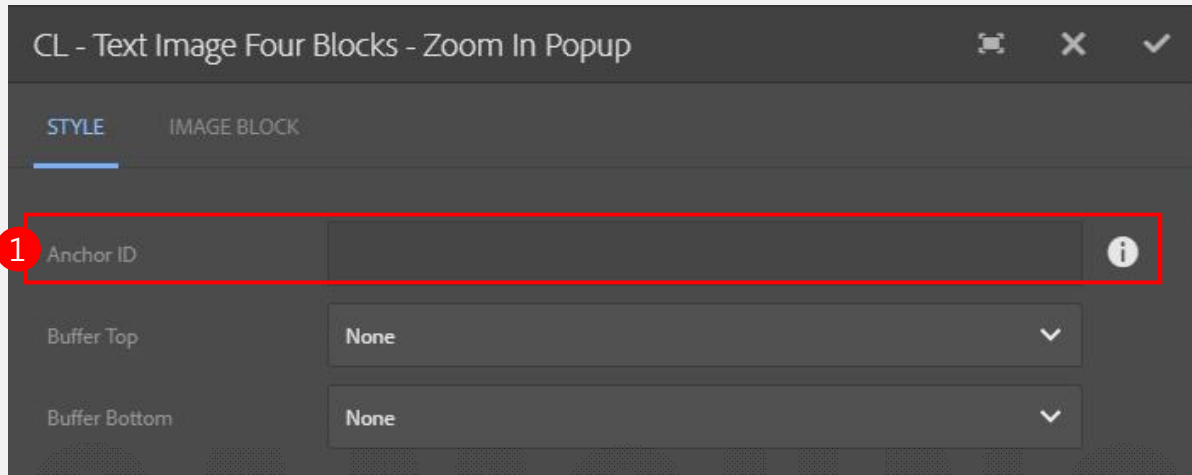 CL - Text Image Four Blocks - Zoom In Popup
STYLE IMAGE BLOCK
1 Anchor ID
Buffer Top None
Buffer Bottom None